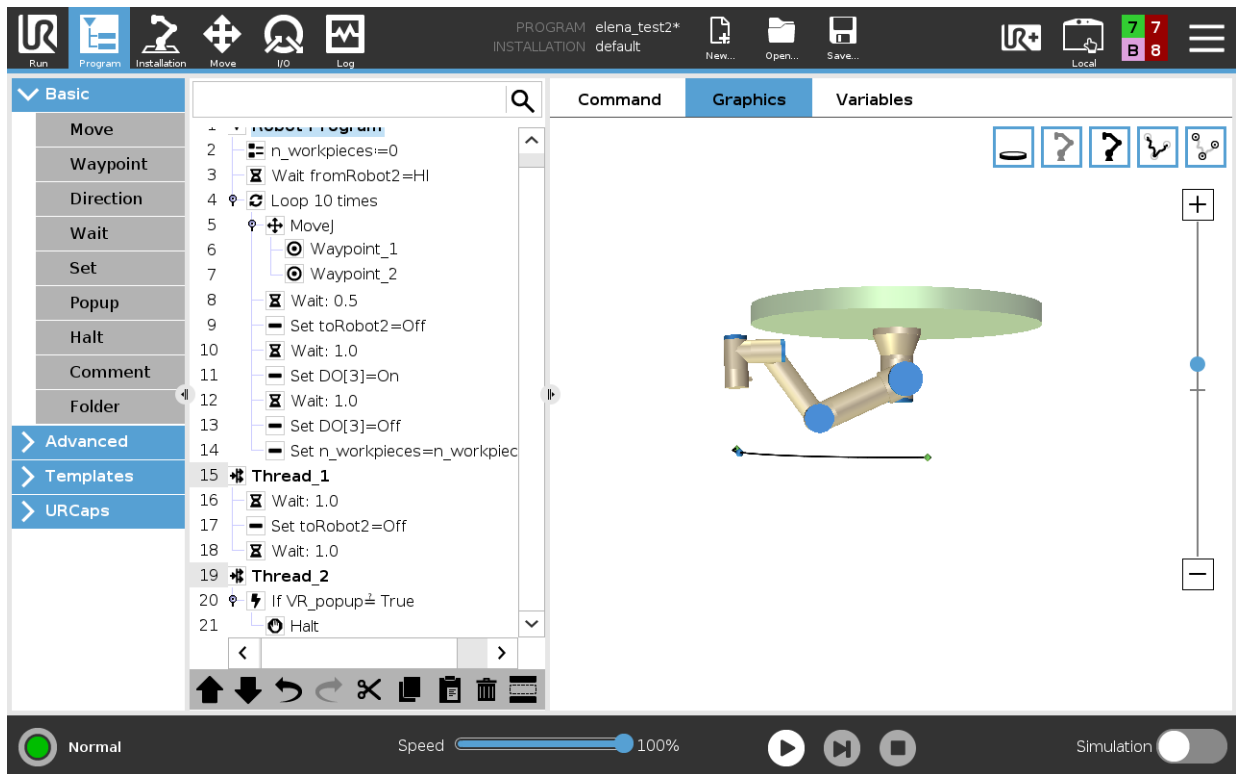 PROGRAM elena_test2*
INSTALLATION default
UR
Run
Program
Installation
Move
I/O
Log
New...
Open...
Save...
UR+
Local
7 7
B 8
Basic
Move
Waypoint
Direction
Wait
Set
Popup
Halt
Comment
Folder
Advanced
Templates
URCaps
1 Robot Program
2 n_workpieces≔0
3 Wait fromRobot2=HI
4 Loop 10 times
5 MoveJ
6 Waypoint_1
7 Waypoint_2
8 Wait: 0.5
9 Set toRobot2=Off
10 Wait: 1.0
11 Set DO[3]=On
12 Wait: 1.0
13 Set DO[3]=Off
14 Set n_workpieces=n_workpiec
15 Thread_1
16 Wait: 1.0
17 Set toRobot2=Off
18 Wait: 1.0
19 Thread_2
20 If VR_popup≟ True
21 Halt
Command
Graphics
Variables
Normal
Speed
100%
Simulation